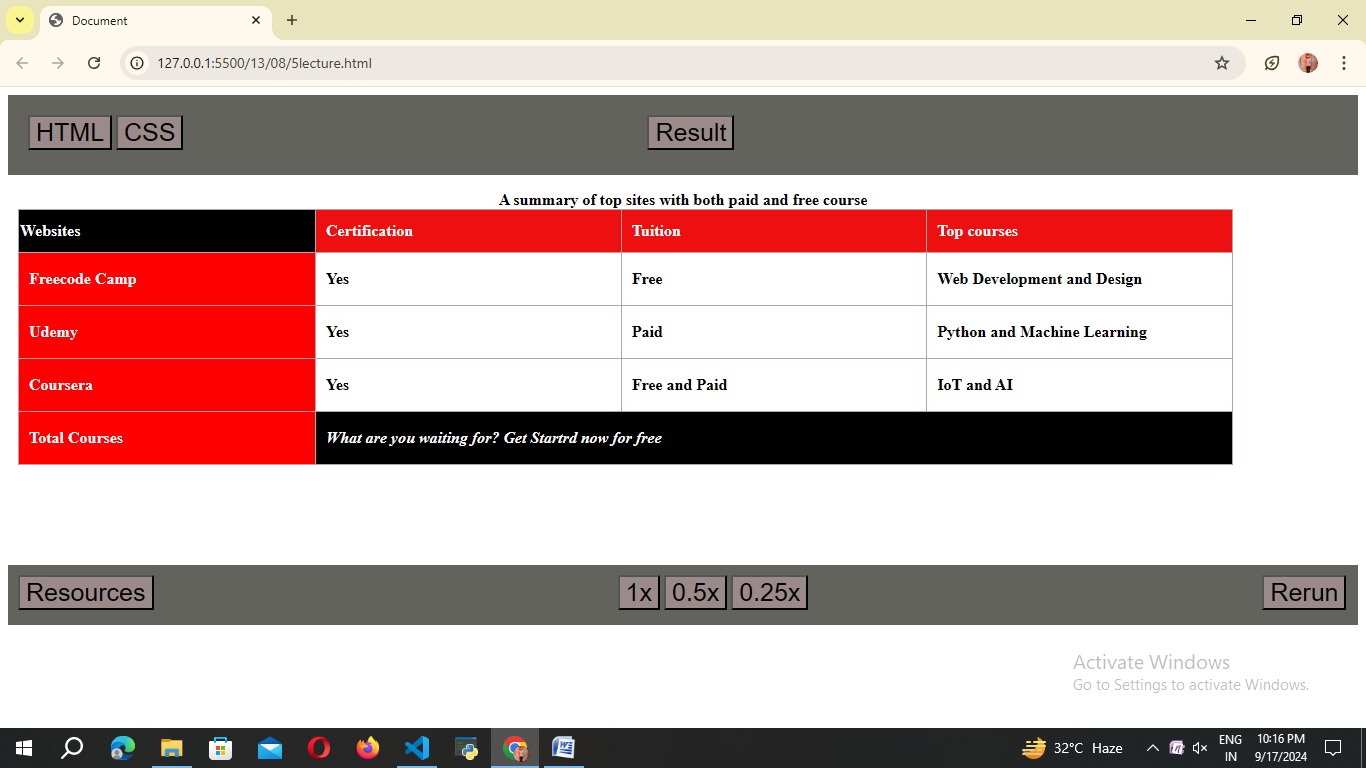 Document
127.0.0.1:5500/13/08/5lecture.html
HTML CSS Result
A summary of top sites with both paid and free course
Websites Certification Tuition Top courses
Freecode Camp Yes Free Web Development and Design
Udemy Yes Paid Python and Machine Learning
Coursera Yes Free and Paid IoT and AI
Total Courses What are you waiting for? Get Startrd now for free
Resources 1x 0.5x 0.25x Rerun
Activate Windows
Go to Settings to activate Windows.
32°C Haze
ENG
IN
10:16 PM
9/17/2024